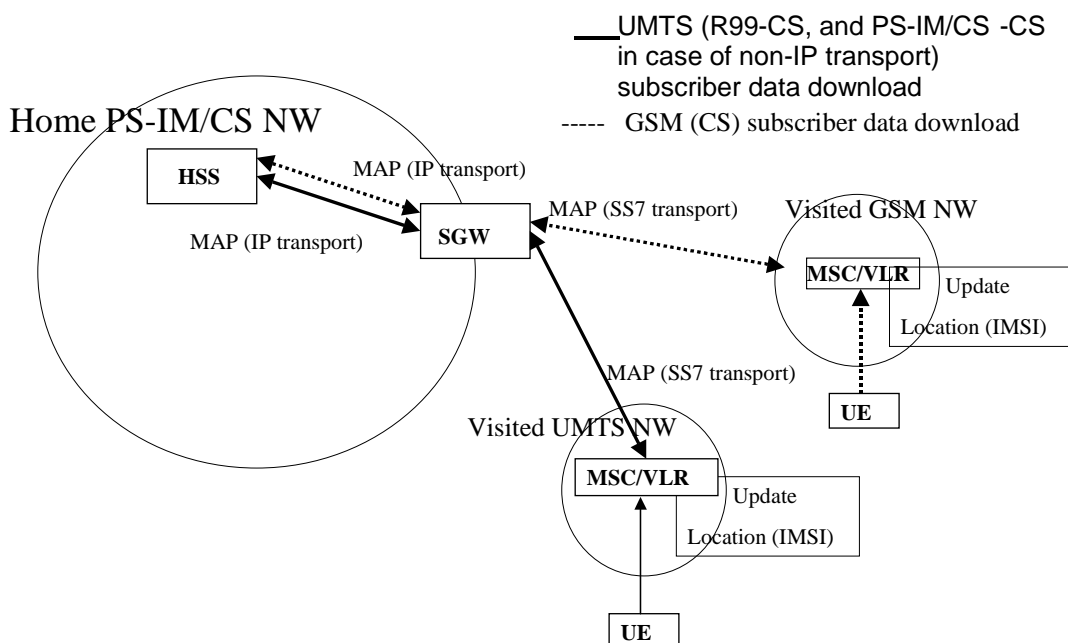 UMTS (R99-CS, and PS-IM/CS -CS
in case of non-IP transport)
subscriber data download
----- GSM (CS) subscriber data download
Home PS-IM/CS NW
HSS
MAP (IP transport)
MAP (IP transport)
SGW
MAP (SS7 transport)
Visited GSM NW
MSC/VLR
Update
Location (IMSI)
UE
MAP (SS7 transport)
Visited UMTS NW
MSC/VLR
Update
Location (IMSI)
UE